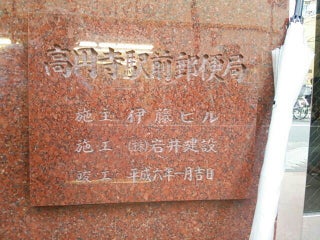 高円寺駅前郵便局
施主 伊藤ビル
施工 ㈱岩井建設
竣工 平成六年一月吉日